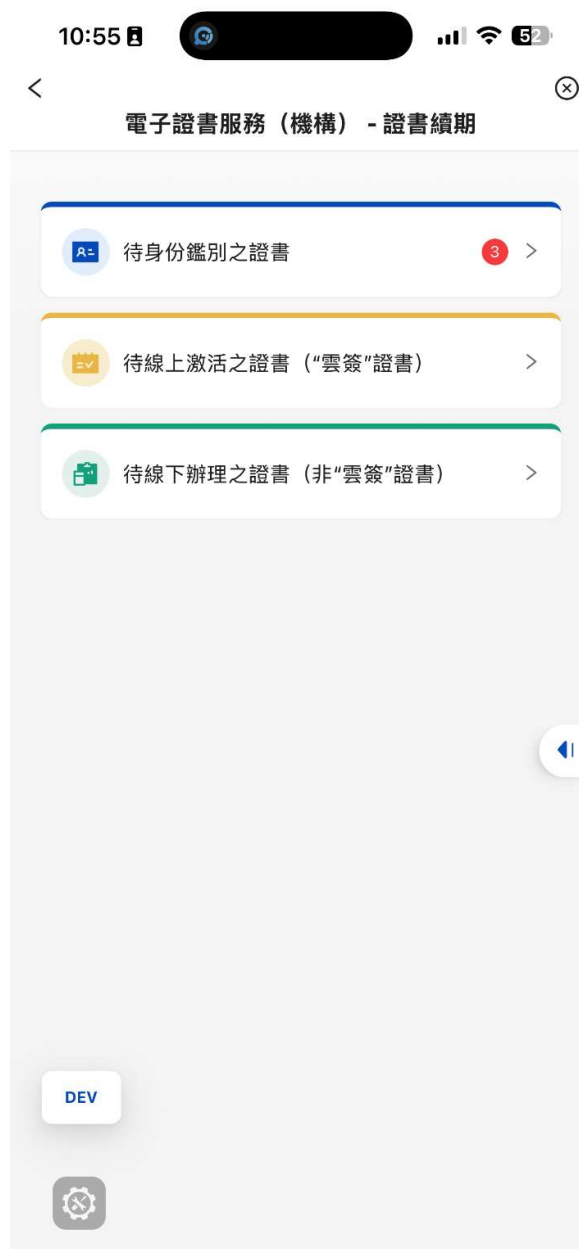 10:55
52
電子證書服務（機構） - 證書續期
待身份鑑別之證書
3
待線上激活之證書（“雲簽”證書）
待線下辦理之證書（非“雲簽”證書）
DEV